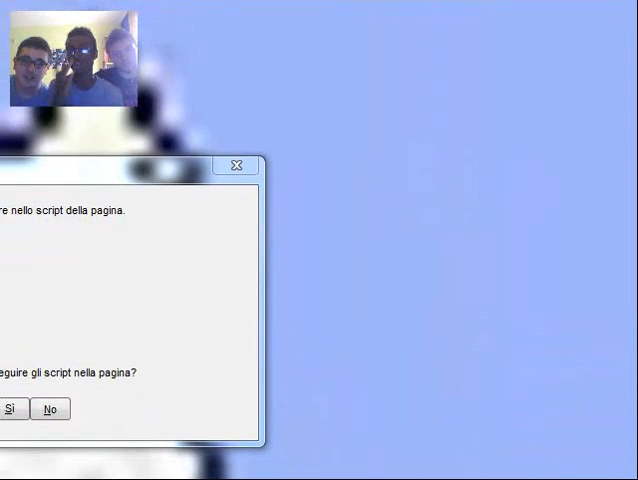 re nello script della pagina.
eguire gli script nella pagina?
Sì No